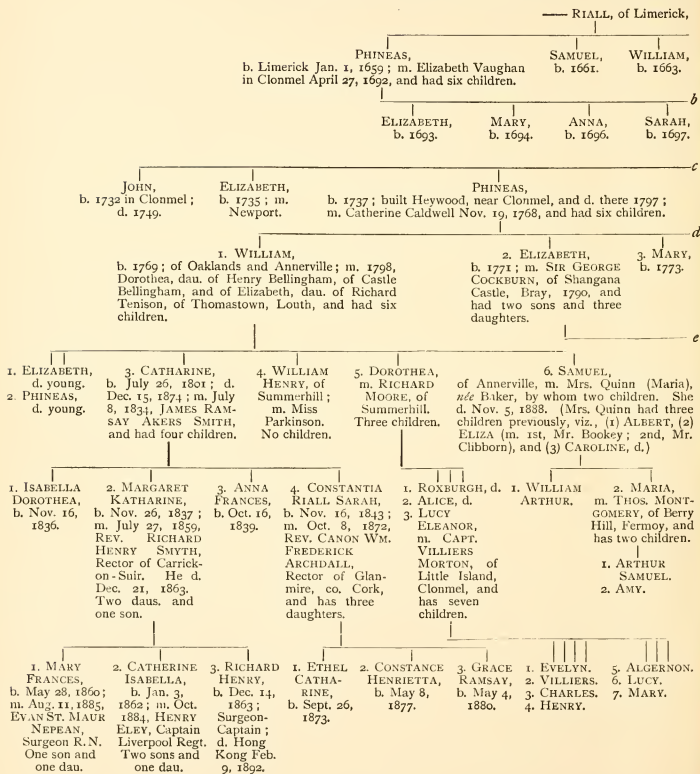 —— RIALL, of Limerick,
PHINEAS,
b. Limerick Jan. 1, 1659 ; m. Elizabeth Vaughan
in Clonmel April 27, 1692, and had six children.
SAMUEL,
b. 1661.
WILLIAM,
b. 1663.
b
ELIZABETH,
b. 1693.
MARY,
b. 1694.
ANNA,
b. 1696.
SARAH,
b. 1697.
c
JOHN,
b. 1732 in Clonmel ;
d. 1749.
ELIZABETH,
b. 1735 ; m.
Newport.
PHINEAS,
b. 1737 ; built Heywood, near Clonmel, and d. there 1797 ;
m. Catherine Caldwell Nov. 19, 1768, and had six children.
d
1. WILLIAM,
b. 1769 ; of Oaklands and Annerville ; m. 1798,
Dorothea, dau. of Henry Bellingham, of Castle
Bellingham, and of Elizabeth, dau. of Richard
Tenison, of Thomastown, Louth, and had six
children.
2. ELIZABETH,
b. 1771 ; m. SIR GEORGE
COCKBURN, of Shangana
Castle, Bray, 1790, and
had two sons and three
daughters.
3. MARY,
b. 1773.
e
1. ELIZABETH,
d. young.
2. PHINEAS,
d. young.
3. CATHARINE,
b. July 26, 1801 ; d.
Dec. 15, 1874 ; m. July
8, 1834, JAMES RAM-
SAY AKERS SMITH,
and had four children.
4. WILLIAM
HENRY, of
Summerhill ;
m. Miss
Parkinson.
No children.
5. DOROTHEA,
m. RICHARD
MOORE, of
Summerhill.
Three children.
6. SAMUEL,
of Annerville, m. Mrs. Quinn (Maria),
née Baker, by whom two children. She
d. Nov. 5, 1888. (Mrs. Quinn had three
children previously, viz., (1) ALBERT, (2)
ELIZA (m. 1st, Mr. Bookey ; 2nd, Mr.
Clibborn), and (3) CAROLINE, d.)
1. ISABELLA
DOROTHEA,
b. Nov. 16,
1836.
2. MARGARET
KATHARINE,
b. Nov. 26, 1837 ;
m. July 27, 1859,
REV. RICHARD
HENRY SMYTH,
Rector of Carrick-
on-Suir. He d.
Dec. 21, 1863.
Two daus. and
one son.
3. ANNA
FRANCES,
b. Oct. 16,
1839.
4. CONSTANTIA
RIALL SARAH,
b. Nov. 16, 1843 ;
m. Oct. 8, 1872,
REV. CANON WM.
FREDERICK
ARCHDALL,
Rector of Glan-
mire, co. Cork,
and has three
daughters.
1. ROXBURGH, d.
2. ALICE, d.
3. LUCY
ELEANOR,
m. CAPT.
VILLIERS
MORTON, of
Little Island,
Clonmel, and
has seven
children.
1. WILLIAM
ARTHUR.
2. MARIA,
m. THOS. MONT-
GOMERY, of Berry
Hill, Fermoy, and
has two children.
1. ARTHUR
SAMUEL.
2. AMY.
1. MARY
FRANCES,
b. May 28, 1860 ;
m. Aug. 11, 1885,
EVAN ST. MAUR
NEPEAN,
Surgeon R.N.
One son and
one dau.
2. CATHERINE
ISABELLA,
b. Jan. 3,
1862 ; m. Oct.
1884, HENRY
ELEY, Captain
Liverpool Regt.
Two sons and
one dau.
3. RICHARD
HENRY,
b. Dec. 14,
1863 ;
Surgeon-
Captain ;
d. Hong
Kong Feb.
9, 1892.
1. ETHEL
CATHA-
RINE,
b. Sept. 26,
1873.
2. CONSTANCE
HENRIETTA,
b. May 8,
1877.
3. GRACE
RAMSAY,
b. May 4,
1880.
1. EVELYN.
2. VILLIERS.
3. CHARLES.
4. HENRY.
5. ALGERNON.
6. LUCY.
7. MARY.